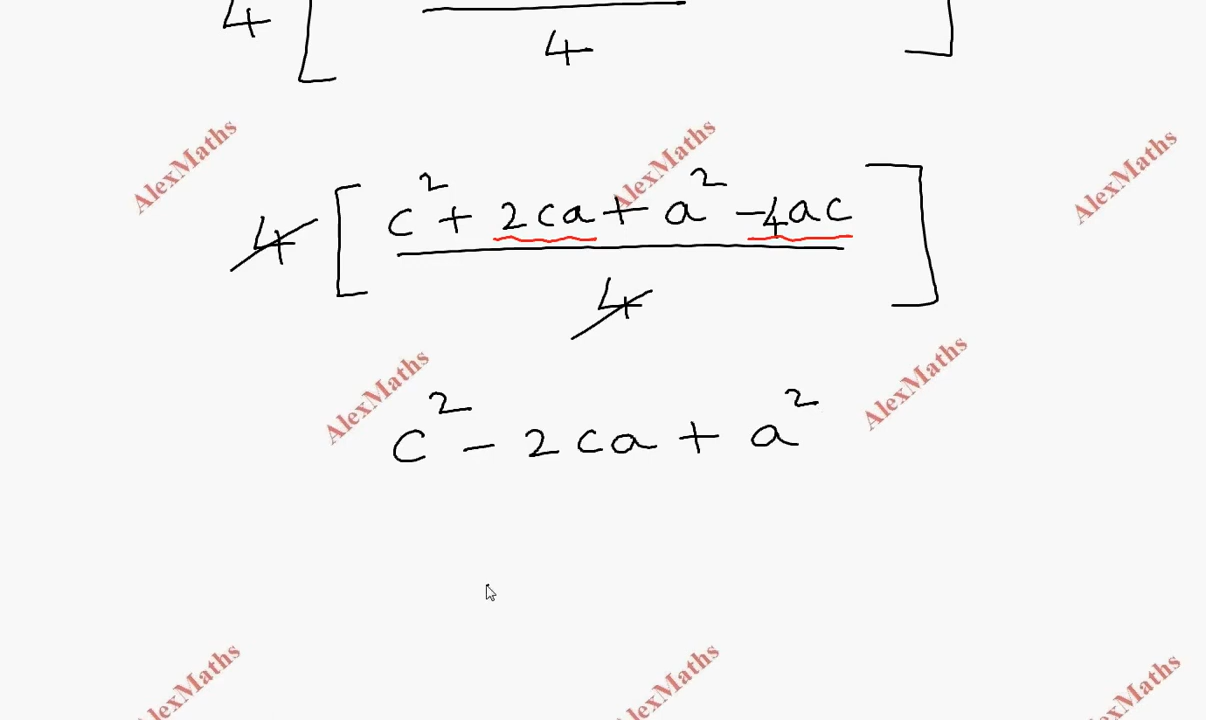 4 [ ――― ]
4
AlexMaths AlexMaths AlexMaths
4 [ c² + 2ca + a² - 4ac ]
4
AlexMaths AlexMaths
c² - 2ca + a²
AlexMaths AlexMaths AlexMaths